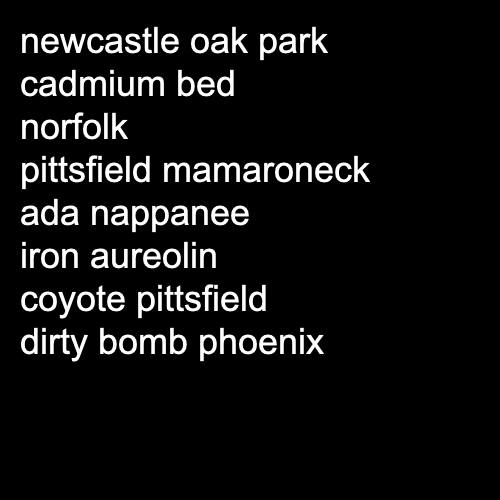 newcastle oak park
cadmium bed
norfolk
pittsfield mamaroneck
ada nappanee
iron aureolin
coyote pittsfield
dirty bomb phoenix